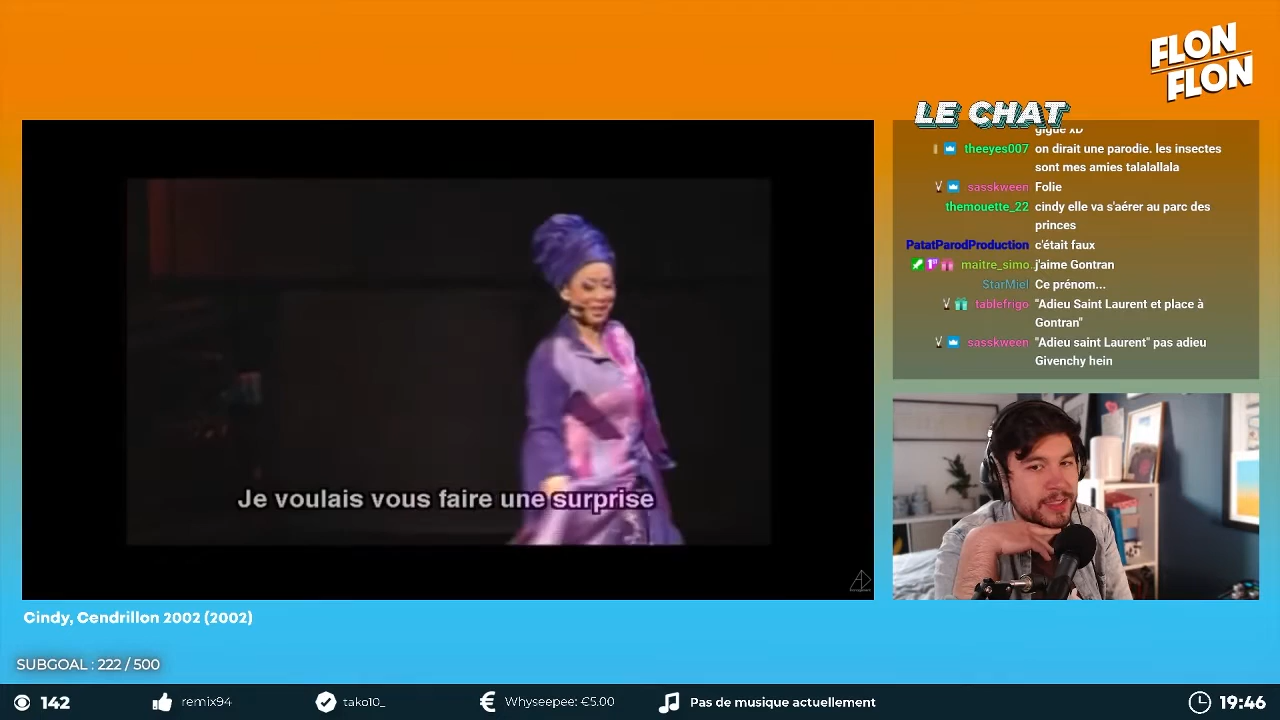 FLON
FLON
LE CHAT
gigue xD
theeyes007 on dirait une parodie. les insectes
sont mes amies talalallala
sasskween Folie
themouette_22 cindy elle va s'aérer au parc des
princes
PatatParodProduction c'était faux
maitre_simo. j'aime Gontran
StarMiel Ce prénom...
tablefrigo "Adieu Saint Laurent et place à
Gontran"
sasskween "Adieu saint Laurent" pas adieu
Givenchy hein
Je voulais vous faire une surprise
Cindy, Cendrillon 2002 (2002)
SUBGOAL : 222 / 500
142 remix94 tako10_ € Whyseepee: €5.00 Pas de musique actuellement 19:46